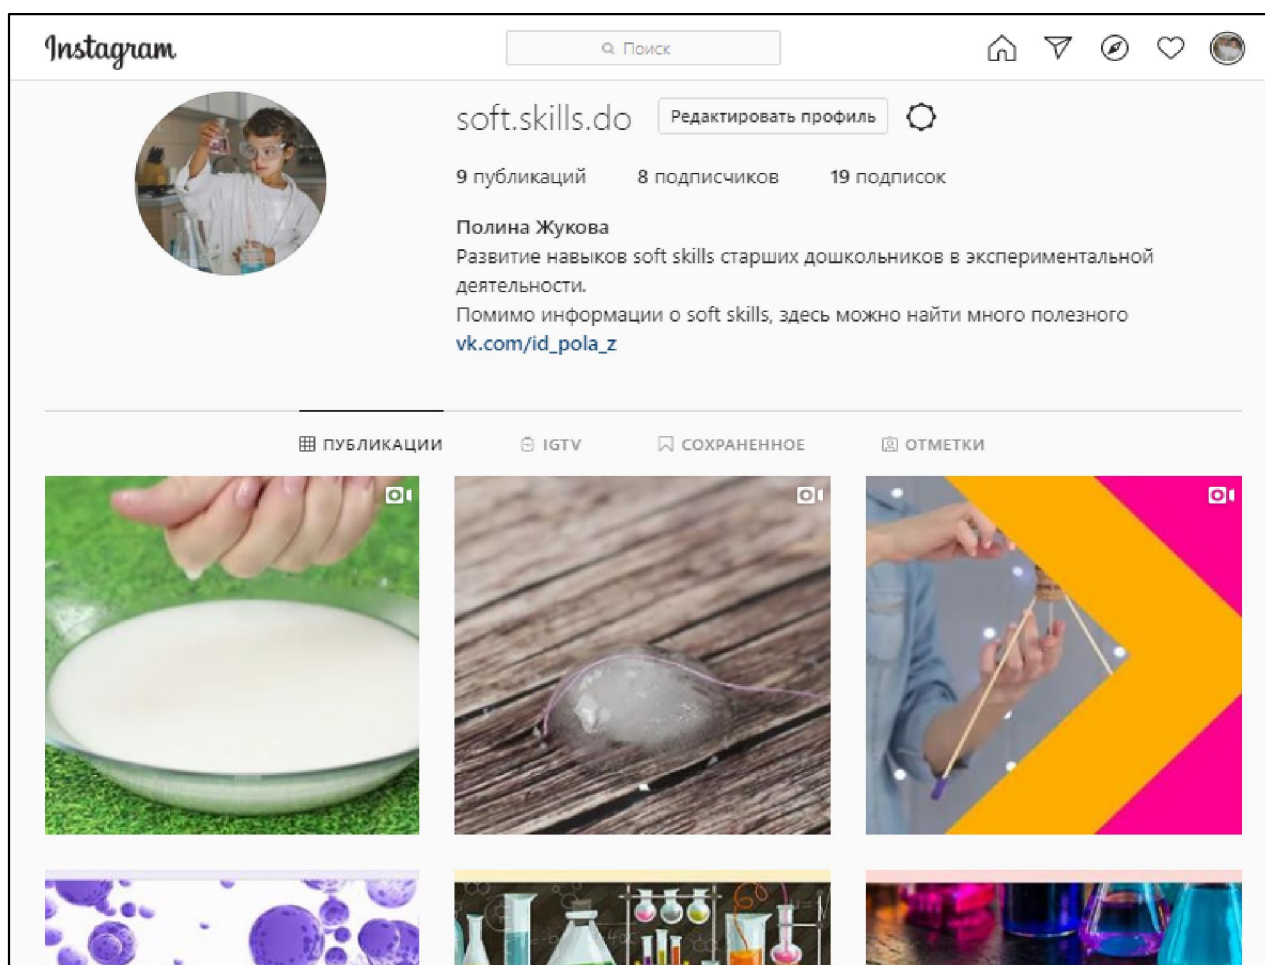 Instagram
Поиск
soft.skills.do
Редактировать профиль
9 публикаций 8 подписчиков 19 подписок
Полина Жукова
Развитие навыков soft skills старших дошкольников в экспериментальной
деятельности.
Помимо информации о soft skills, здесь можно найти много полезного
vk.com/id_pola_z
ПУБЛИКАЦИИ IGTV СОХРАНЕННОЕ ОТМЕТКИ